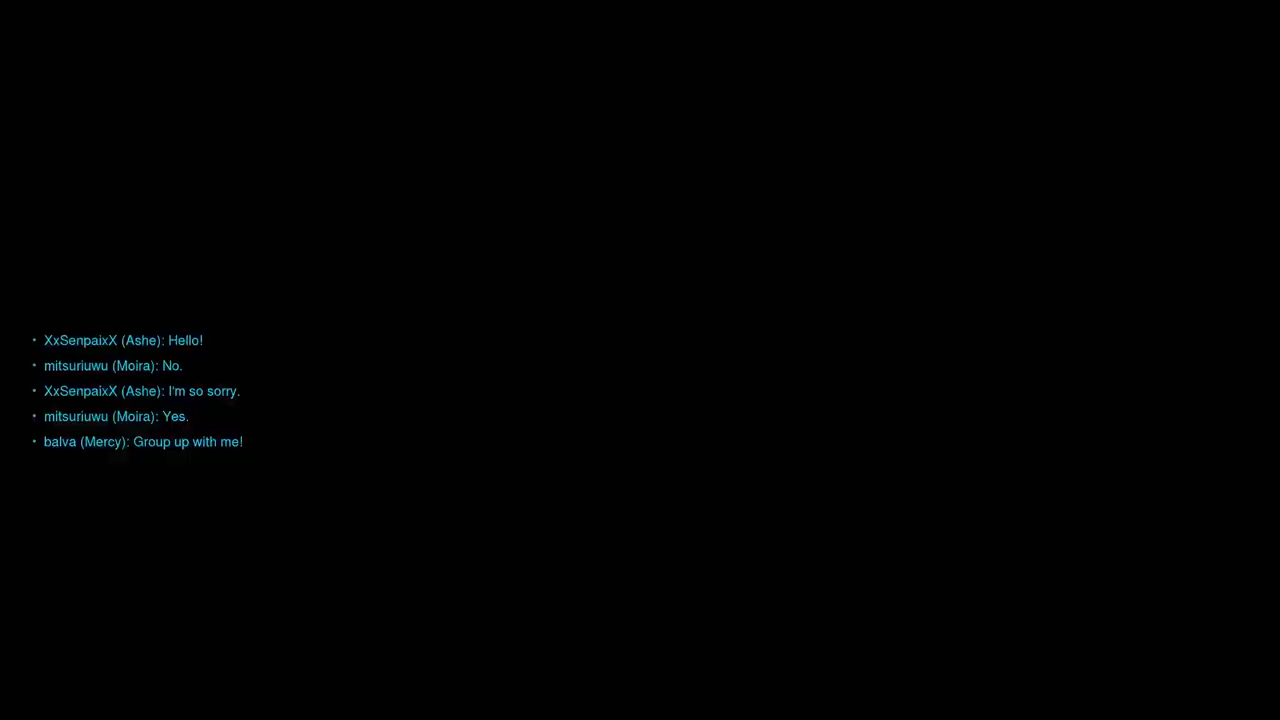 • XxSenpaixX (Ashe): Hello!
• mitsuriuwu (Moira): No.
• XxSenpaixX (Ashe): I'm so sorry.
• mitsuriuwu (Moira): Yes.
• balva (Mercy): Group up with me!